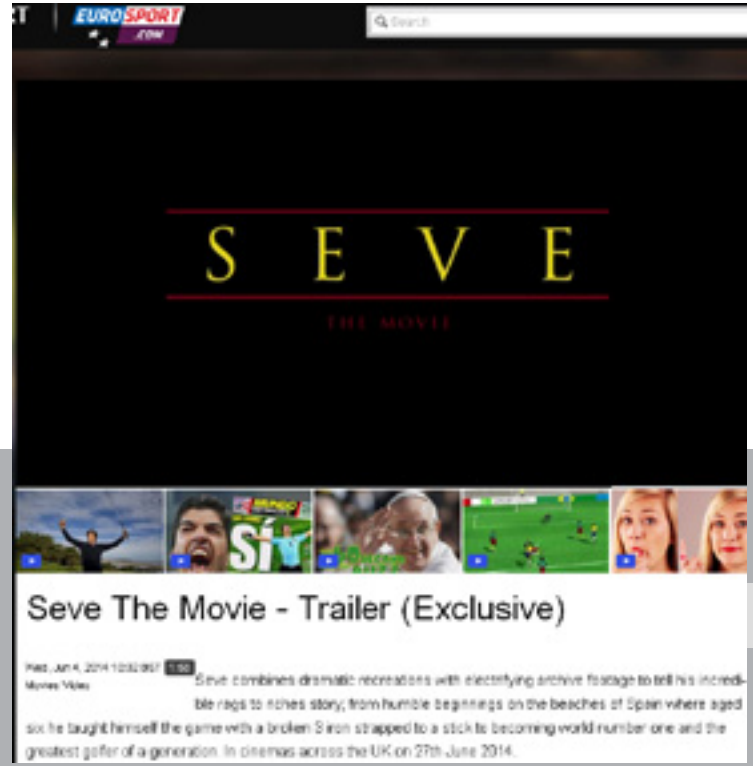 T
EUROSPORT
.COM
Search
S E V E
THE MOVIE
SÍ
Seve The Movie - Trailer (Exclusive)
Wed, Jun 4, 2014 1:50
Movies Video
Seve combines dramatic recreations with electrifying archive footage to tell his incredi-
ble rags to riches story; from humble beginnings on the beaches of Spain where aged
six he taught himself the game with a broken 3 iron strapped to a stick to becoming world number one and the
greatest golfer of a generation. In cinemas across the UK on 27th June 2014.